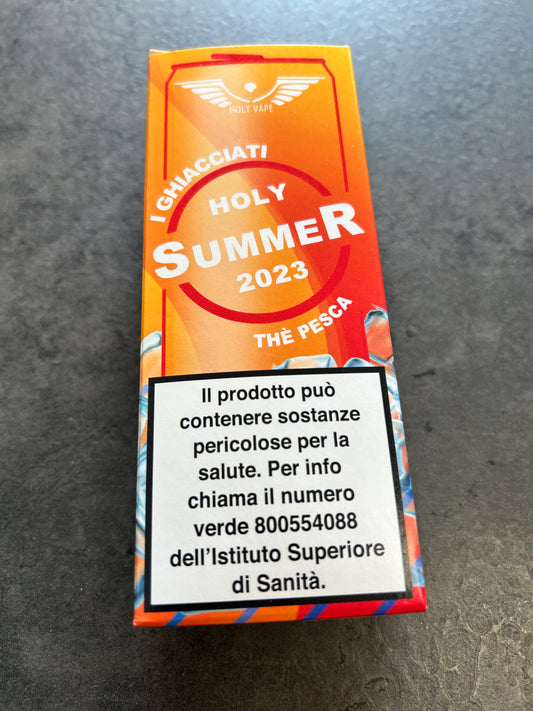 HOLY VAPE
I GHIACCIATI
HOLY
SUMMER
2023
THÈ PESCA
Il prodotto può
contenere sostanze
pericolose per la
salute. Per info
chiama il numero
verde 800554088
dell'Istituto Superiore
di Sanità.